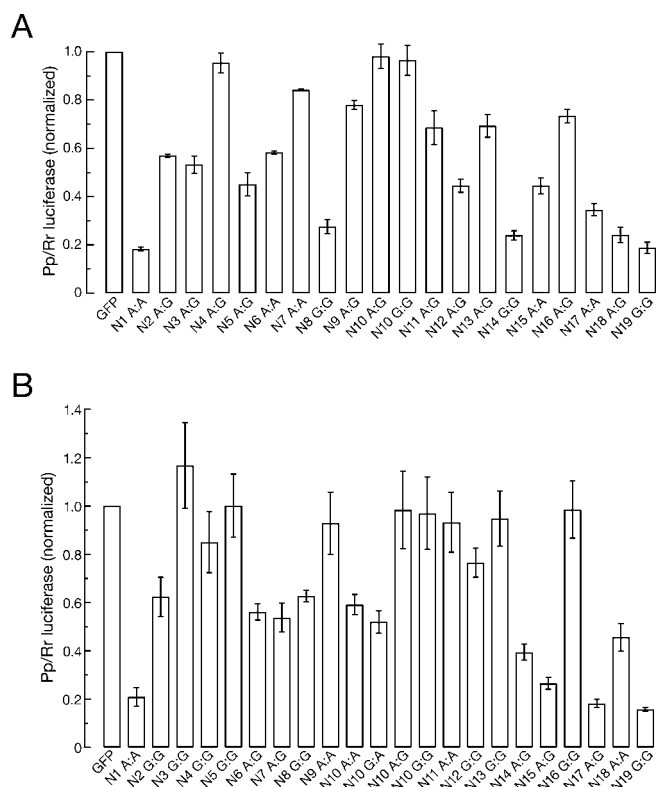 A
Pp/Rr luciferase (normalized)
1.0
0.8
0.6
0.4
0.2
0
GFP
N1 A:A
N2 A:G
N3 A:G
N4 A:G
N5 A:G
N6 A:A
N7 A:A
N8 G:G
N9 A:G
N10 A:G
N10 G:G
N11 A:G
N12 A:G
N13 A:G
N14 G:G
N15 A:A
N16 A:G
N17 A:A
N18 A:G
N19 G:G
B
Pp/Rr luciferase (normalized)
1.4
1.2
1.0
0.8
0.6
0.4
0.2
0
GFP
N1 A:A
N2 G:G
N3 G:G
N4 G:G
N5 G:G
N6 A:G
N7 A:G
N8 G:G
N9 A:A
N10 A:A
N10 G:A
N10 A:G
N10 G:G
N11 A:A
N12 G:G
N13 G:G
N14 A:G
N15 A:G
N16 G:G
N17 A:G
N18 A:A
N19 G:G